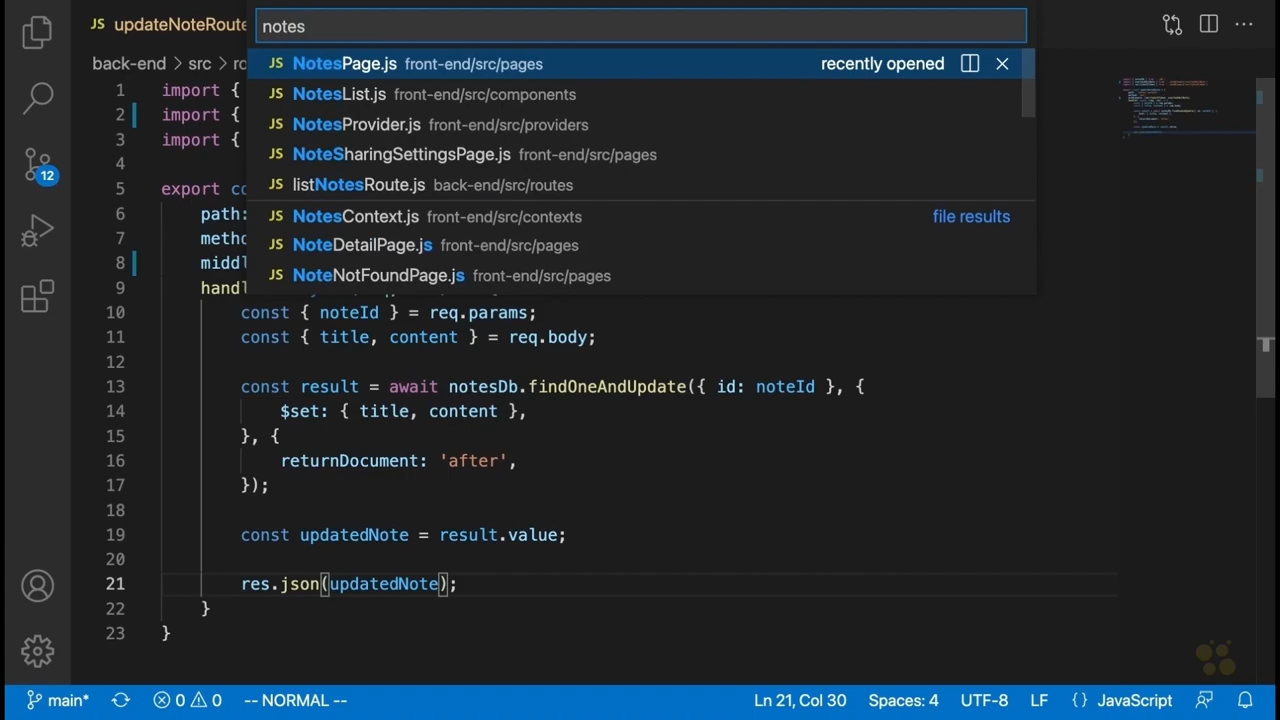 JS updateNoteRoute
notes
back-end > src > ro
JS NotesPage.js front-end/src/pages recently opened
JS NotesList.js front-end/src/components
JS NotesProvider.js front-end/src/providers
JS NoteSharingSettingsPage.js front-end/src/pages
JS listNotesRoute.js back-end/src/routes
JS NotesContext.js front-end/src/contexts file results
JS NoteDetailPage.js front-end/src/pages
JS NoteNotFoundPage.js front-end/src/pages
12
1 import {
2 import {
3 import {
4
5 export co
6 path:
7 metho
8 middl
9 handl
10 const { noteId } = req.params;
11 const { title, content } = req.body;
12
13 const result = await notesDb.findOneAndUpdate({ id: noteId }, {
14 $set: { title, content },
15 }, {
16 returnDocument: 'after',
17 });
18
19 const updatedNote = result.value;
20
21 res.json(updatedNote);
22 }
23 }
main* 0 0 -- NORMAL -- Ln 21, Col 30 Spaces: 4 UTF-8 LF {} JavaScript